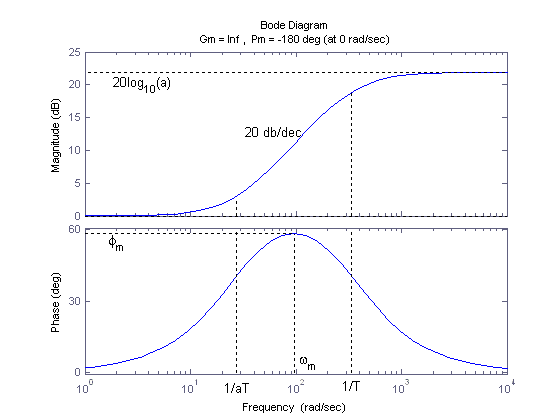 Bode Diagram
Gm = Inf , Pm = -180 deg (at 0 rad/sec)
Magnitude (dB)
25
20
15
10
5
0
20log10(a)
20 db/dec
Phase (deg)
60
30
0
ϕm
ωm
10^0
10^1
10^2
10^3
10^4
1/aT
1/T
Frequency (rad/sec)